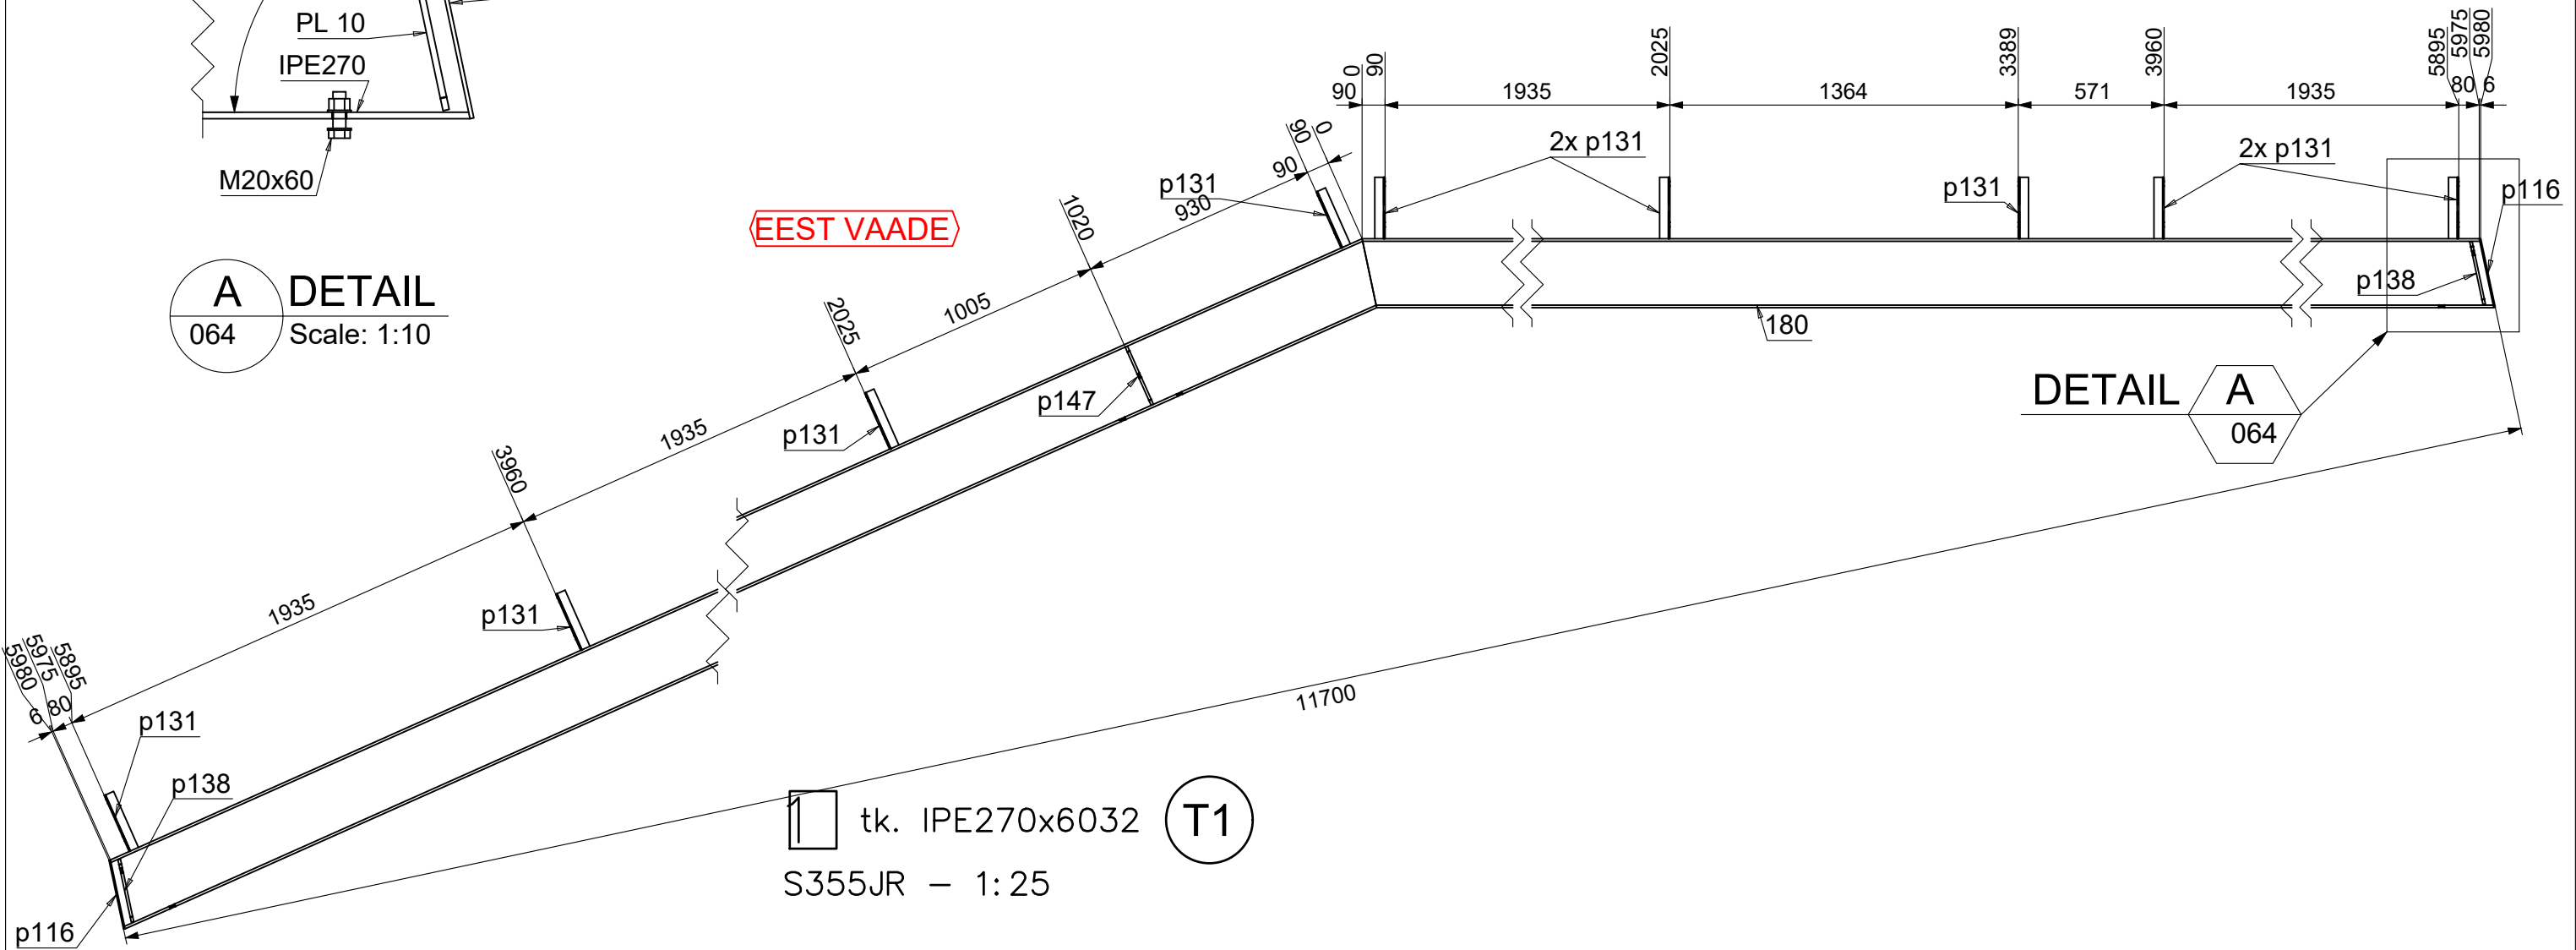 PL 10
IPE270
M20x60
A
064
DETAIL
Scale: 1:10
EEST VAADE
0
90
2025
3389
3960
5895
5975
5980
90
1935
1364
571
1935
80
6
2x p131
p131
2x p131
p116
p138
180
DETAIL
A
064
0
90
1020
2025
3960
5895
5975
5980
90
930
1005
1935
1935
80
6
p131
p147
p131
p131
p131
p138
p116
11700
1 tk. IPE270x6032 T1
S355JR – 1:25